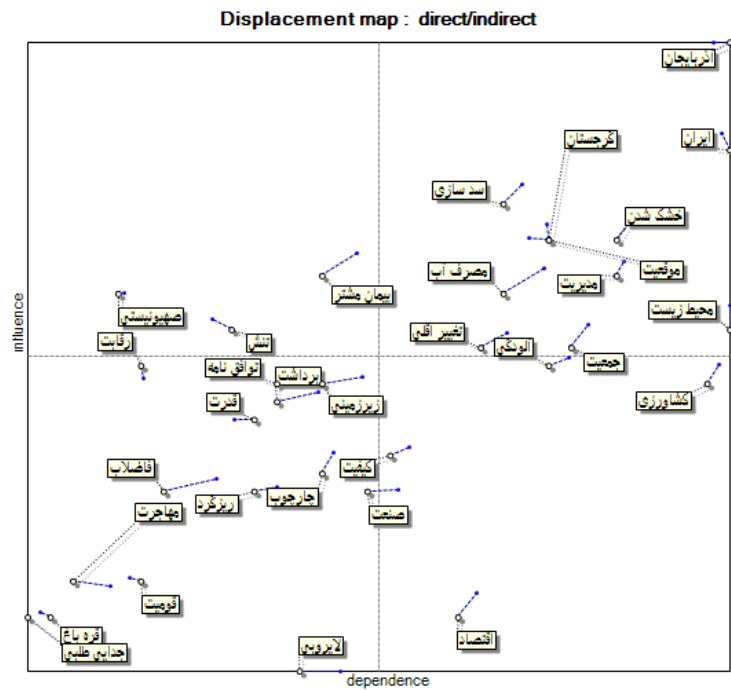 Displacement map : direct/indirect
آذربایجان
ایران
گرجستان
سد سازی
خشک شدن
موقعیت
مصرف آب
مدیریت
پیمان مشتر
محیط زیست
صهیونیستی
تنش
رقابت
تغییر اقلی
آلودگی
جمعیت
توافق نامه
برداشت
زیرزمینی
کشاورزی
قدرت
کیفیت
فاضلاب
ریزگرد
چارچوب
صنعت
مهاجرت
قومیت
قره باغ
جدایی طلبی
لایروبی
اقتصاد
influence
dependence